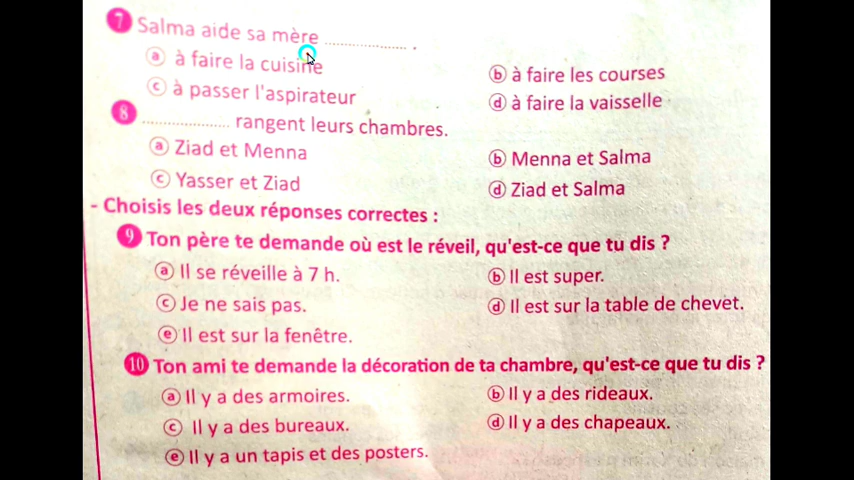 7 Salma aide sa mère ................ .
a à faire la cuisine
b à faire les courses
c à passer l'aspirateur
d à faire la vaisselle
8 ................ rangent leurs chambres.
a Ziad et Menna
b Menna et Salma
c Yasser et Ziad
d Ziad et Salma
- Choisis les deux réponses correctes :
9 Ton père te demande où est le réveil, qu'est-ce que tu dis ?
a Il se réveille à 7 h.
b Il est super.
c Je ne sais pas.
d Il est sur la table de chevet.
e Il est sur la fenêtre.
10 Ton ami te demande la décoration de ta chambre, qu'est-ce que tu dis ?
a Il y a des armoires.
b Il y a des rideaux.
c Il y a des bureaux.
d Il y a des chapeaux.
e Il y a un tapis et des posters.